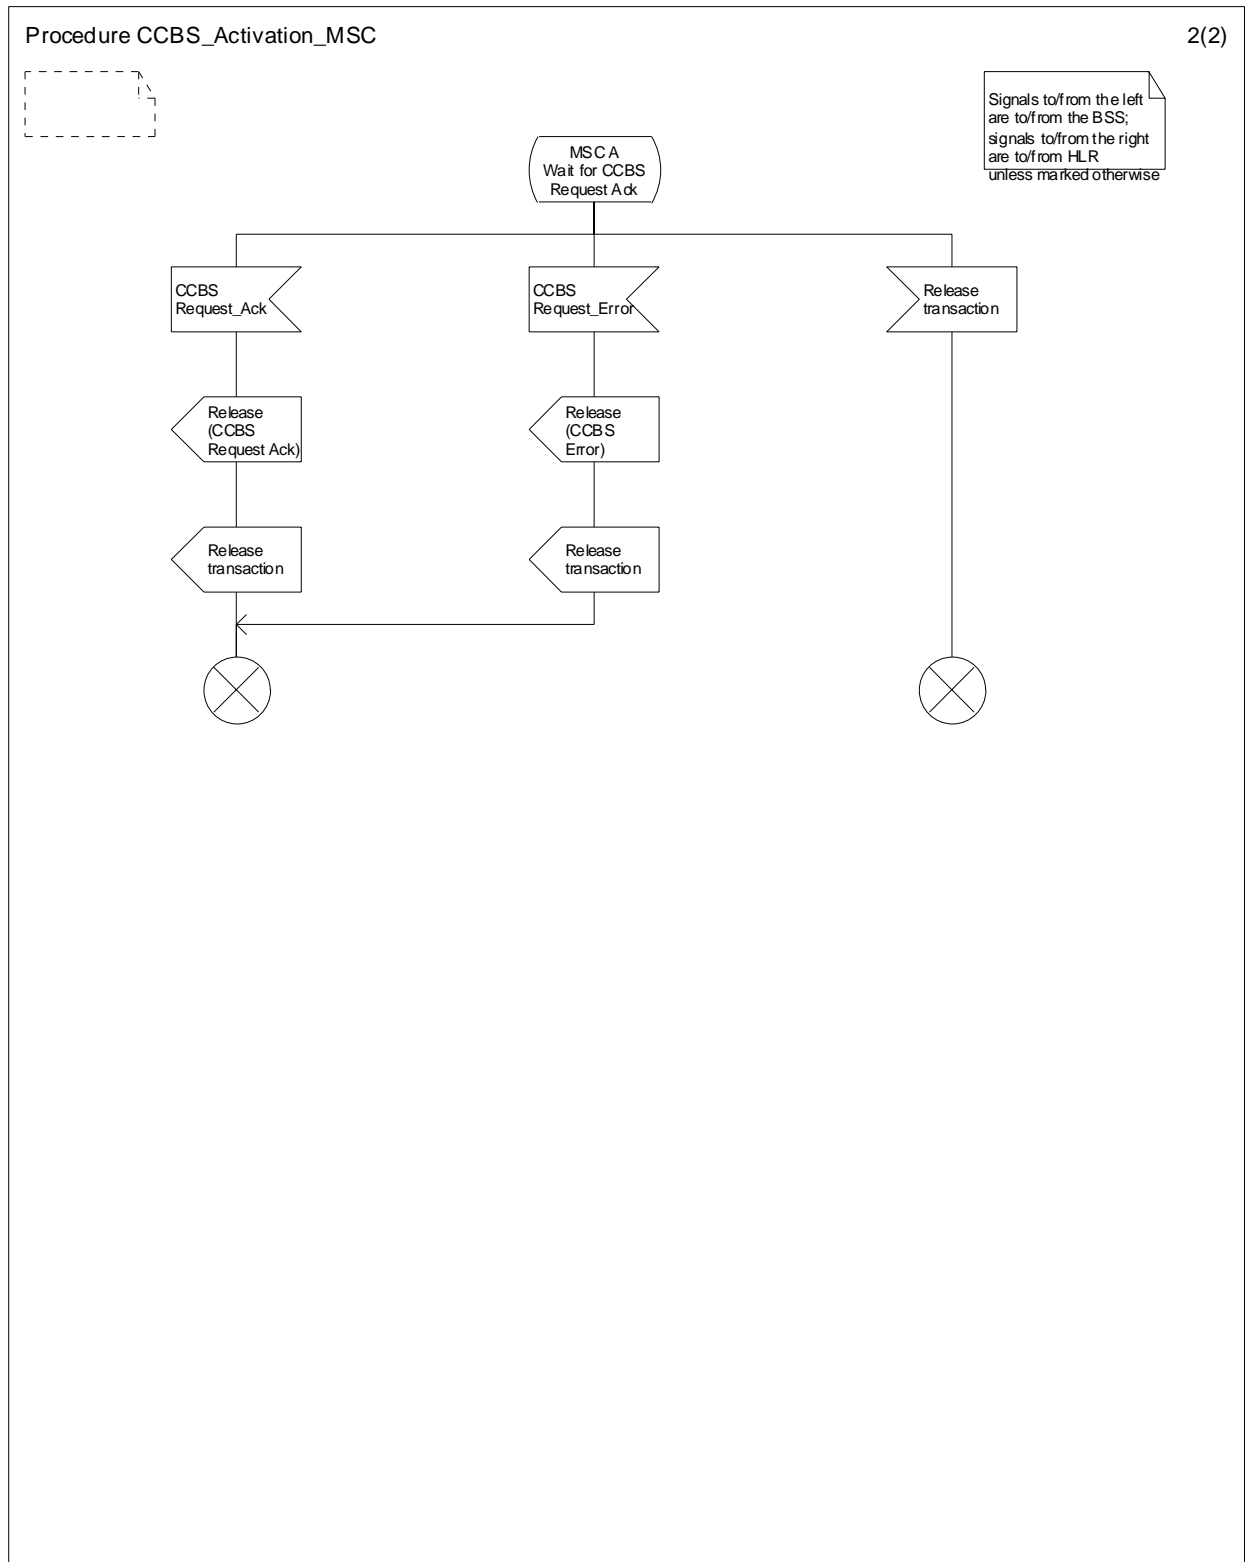 Procedure CCBS_Activation_MSC
2(2)
Signals to/from the left
are to/from the BSS;
signals to/from the right
are to/from HLR
unless marked otherwise
MSC A
Wait for CCBS
Request Ack
CCBS
Request_Ack
CCBS
Request_Error
Release
transaction
Release
(CCBS
Request Ack)
Release
(CCBS
Error)
Release
transaction
Release
transaction